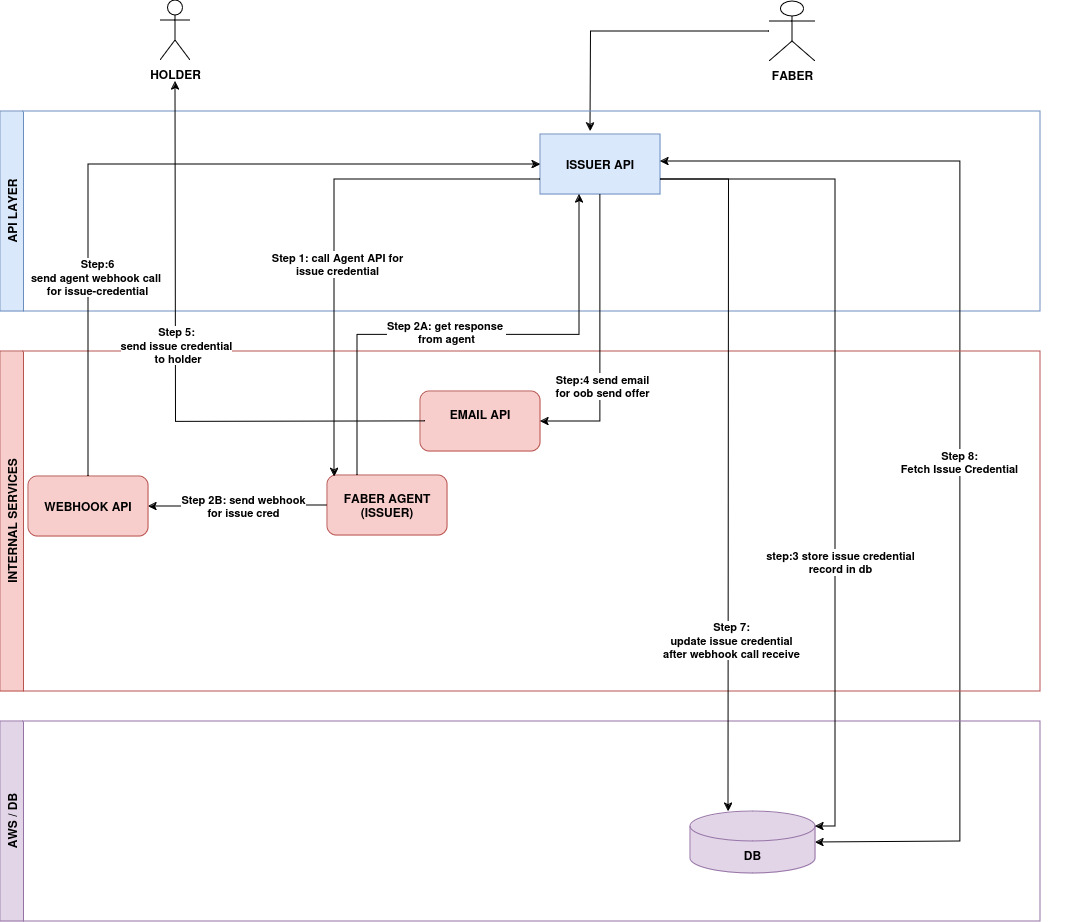 HOLDER
FABER
API LAYER
ISSUER API
Step:6
send agent webhook call
for issue-credential
Step 1: call Agent API for
issue credential
Step 2A: get response
from agent
Step 5:
send issue credential
to holder
Step:4 send email
for oob send offer
INTERNAL SERVICES
EMAIL API
Step 8:
Fetch Issue Credential
WEBHOOK API
Step 2B: send webhook
for issue cred
FABER AGENT
(ISSUER)
step:3 store issue credential
record in db
Step 7:
update issue credential
after webhook call receive
AWS / DB
DB